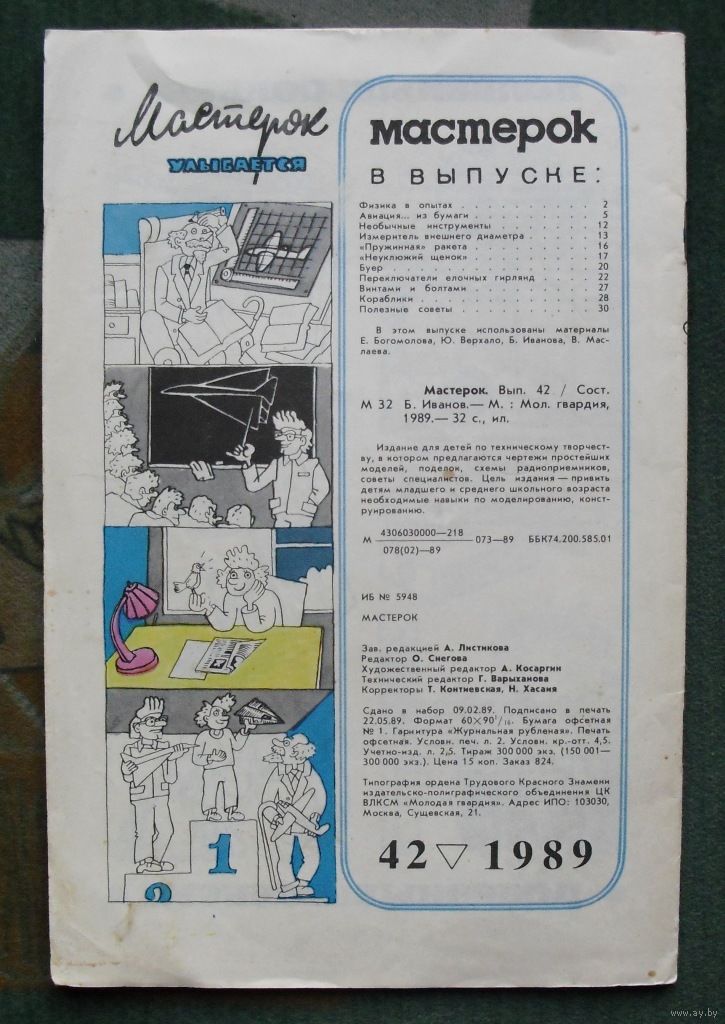 Мастерок
УЛЫБАЕТСЯ
мастерок
В ВЫПУСКЕ:
Физика в опытах . . . . . . . . . . 2
Авиация... из бумаги . . . . . . . . . 5
Необычные инструменты . . . . . . . . 12
Измеритель внешнего диаметра . . . . . . 13
«Пружинная» ракета . . . . . . . . . 16
«Неуклюжий щенок» . . . . . . . . . 17
Буер . . . . . . . . . . . . . 20
Переключатели елочных гирлянд . . . . . 22
Винтами и болтами . . . . . . . . . 27
Кораблики . . . . . . . . . . . . 28
Полезные советы . . . . . . . . . . 30
В этом выпуске использованы материалы
Е. Богомолова, Ю. Верхало, Б. Иванова, В. Мас-
лаева.
Мастерок. Вып. 42 / Сост.
М 32 Б. Иванов.— М. : Мол. гвардия,
1989.— 32 с., ил.
Издание для детей по техническому творчест-
ву, в котором предлагаются чертежи простейших
моделей, поделок, схемы радиоприемников,
советы специалистов. Цель издания — привить
детям младшего и среднего школьного возраста
необходимые навыки по моделированию, конст-
руированию.
М 4306030000—218
078(02)—89 073—89 ББК74.200.585.01
ИБ № 5948
МАСТЕРОК
Зав. редакцией А. Листикова
Редактор О. Снегова
Художественный редактор А. Косаргин
Технический редактор Г. Варыханова
Корректоры Т. Контиевская, Н. Хасаия
Сдано в набор 09.02.89. Подписано в печать
22.05.89. Формат 60×90¹/₁₆. Бумага офсетная
№ 1. Гарнитура «Журнальная рубленая». Печать
офсетная. Условн. печ. л. 2. Условн. кр.-отт. 4,5.
Учетно-изд. л. 2,5. Тираж 300 000 экз. (150 001—
300 000 экз.). Цена 15 коп. Заказ 824.
Типография ордена Трудового Красного Знамени
издательско-полиграфического объединения ЦК
ВЛКСМ «Молодая гвардия». Адрес ИПО: 103030,
Москва, Сущевская, 21.
42 ▽ 1989
1
2
www.ay.by